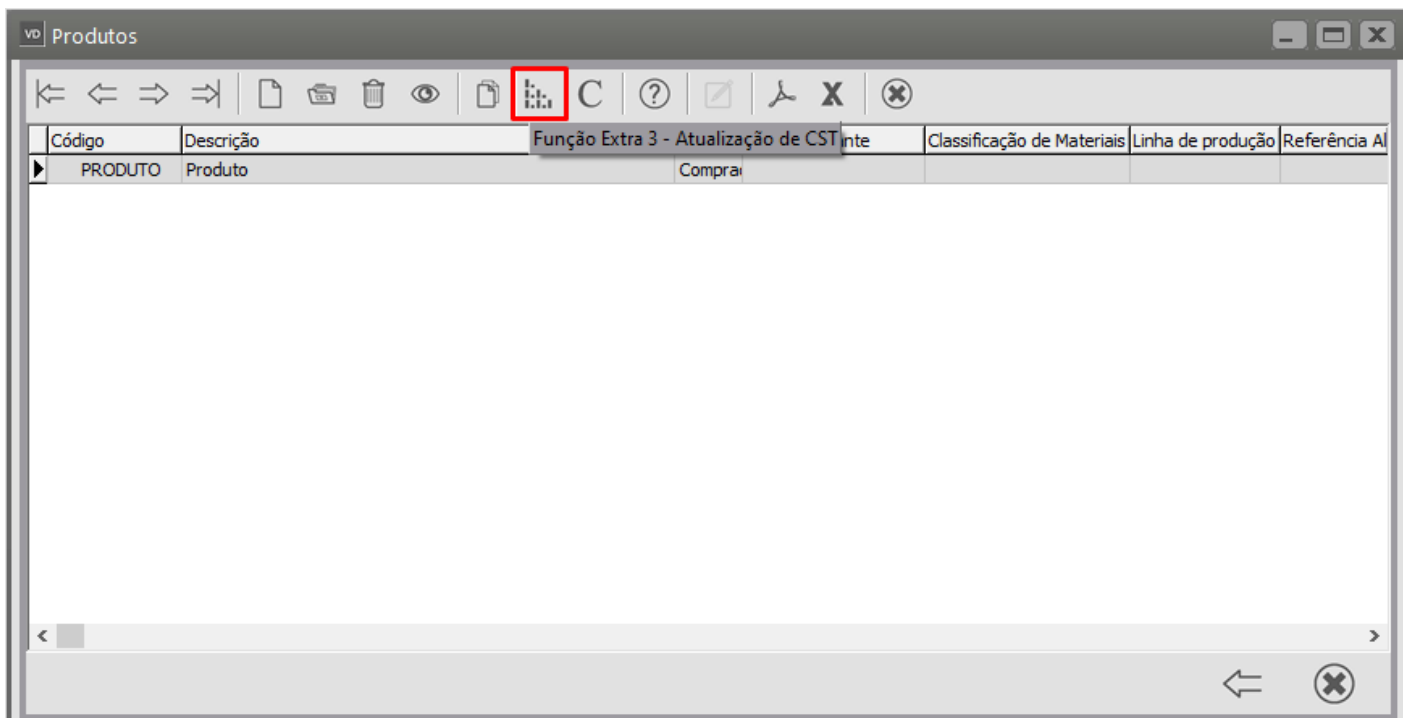 VD Produtos
C ? X
Código Descrição Função Extra 3 - Atualização de CST nte Classificação de Materiais Linha de produção Referência Al
PRODUTO Produto Compra